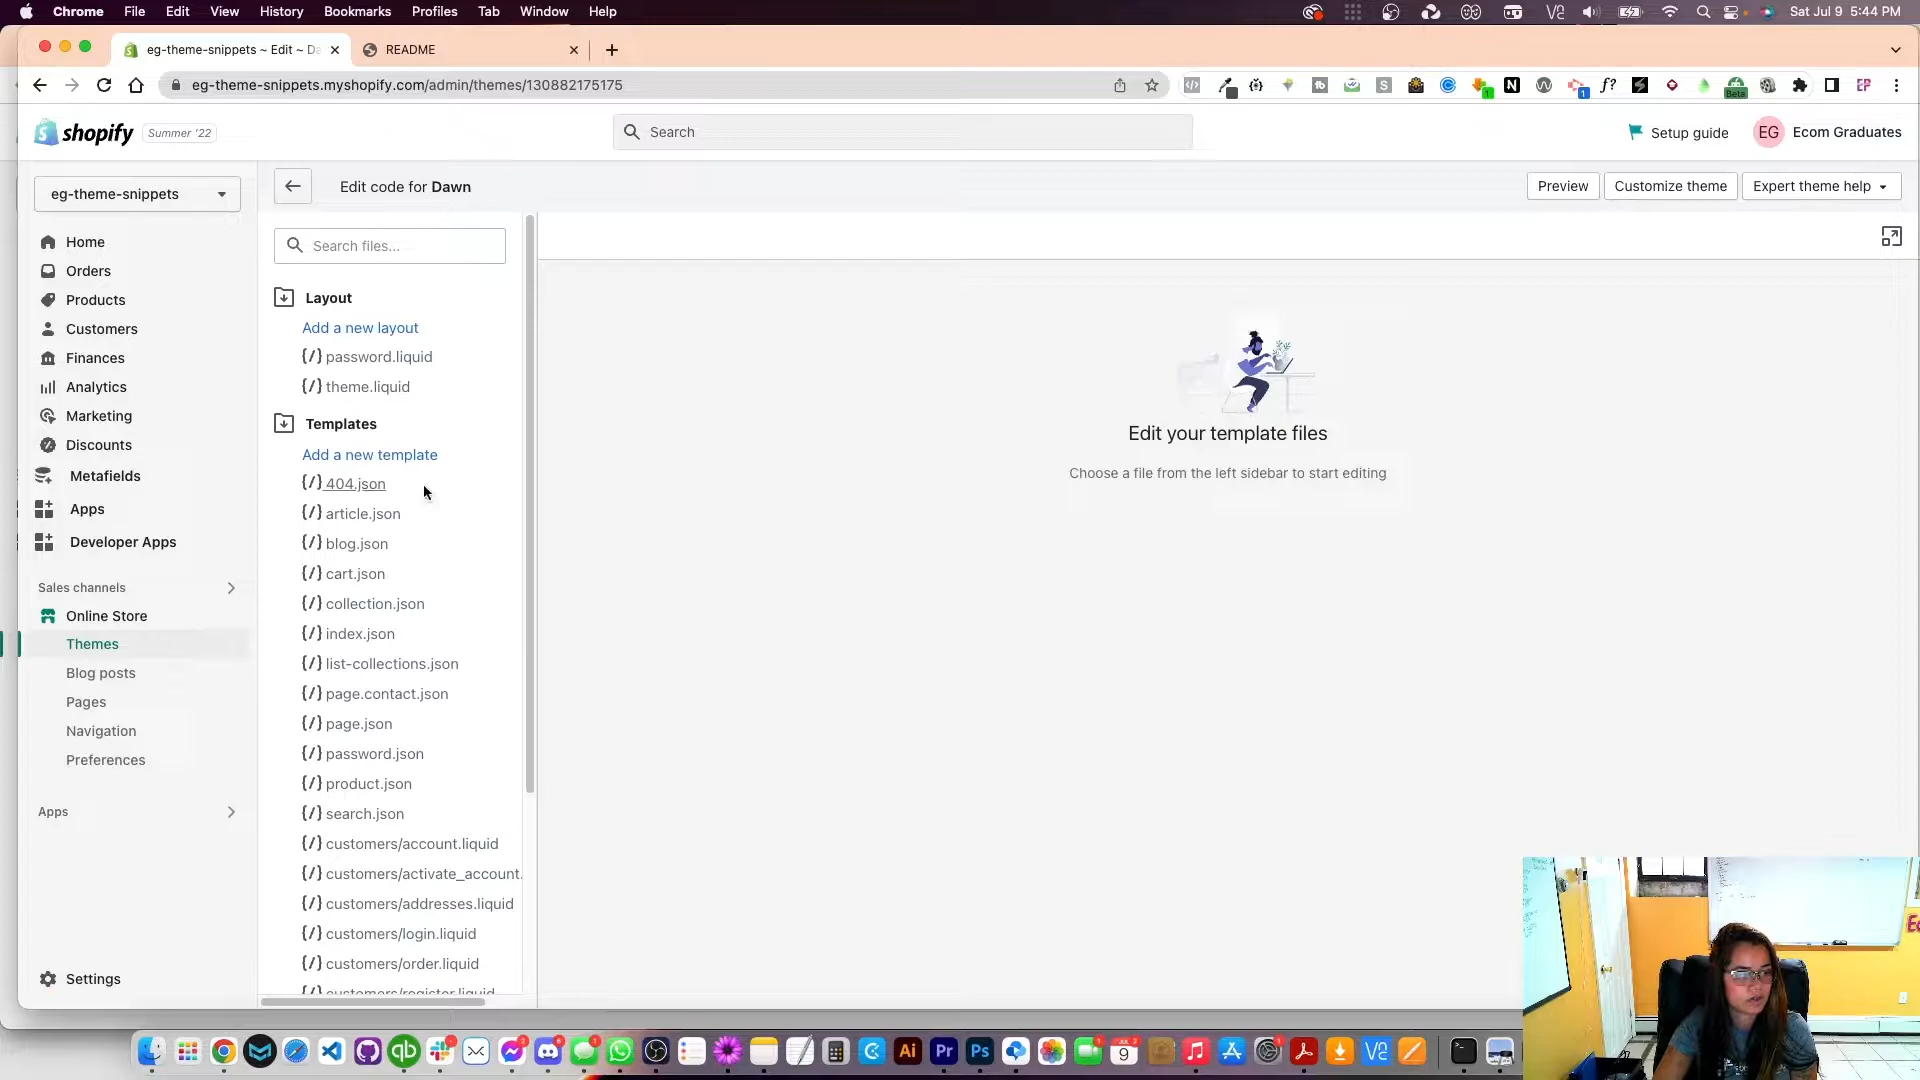 Chrome File Edit View History Bookmarks Profiles Tab Window Help
Sat Jul 9 5:44 PM
eg-theme-snippets ~ Edit ~ Da
README
eg-theme-snippets.myshopify.com/admin/themes/130882175175
shopify
Summer '22
Search
Setup guide
EG
Ecom Graduates
eg-theme-snippets
Edit code for Dawn
Preview
Customize theme
Expert theme help
Home
Orders
Products
Customers
Finances
Analytics
Marketing
Discounts
Metafields
Apps
Developer Apps
Sales channels
Online Store
Themes
Blog posts
Pages
Navigation
Preferences
Apps
Settings
Search files...
Layout
Add a new layout
{/} password.liquid
{/} theme.liquid
Templates
Add a new template
{/} 404.json
{/} article.json
{/} blog.json
{/} cart.json
{/} collection.json
{/} index.json
{/} list-collections.json
{/} page.contact.json
{/} page.json
{/} password.json
{/} product.json
{/} search.json
{/} customers/account.liquid
{/} customers/activate_account.
{/} customers/addresses.liquid
{/} customers/login.liquid
{/} customers/order.liquid
{/} customers/register.liquid
Edit your template files
Choose a file from the left sidebar to start editing